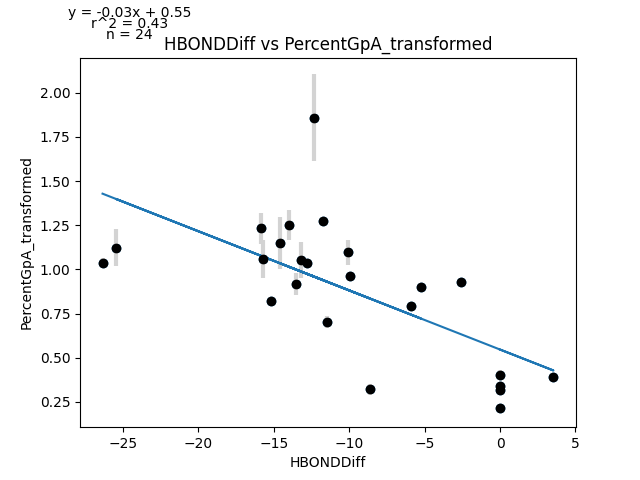 y = -0.03x + 0.55
r^2 = 0.43
n = 24
HBONDDiff vs PercentGpA_transformed
2.00
1.75
1.50
1.25
1.00
0.75
0.50
0.25
PercentGpA_transformed
−25
−20
−15
−10
−5
0
5
HBONDDiff